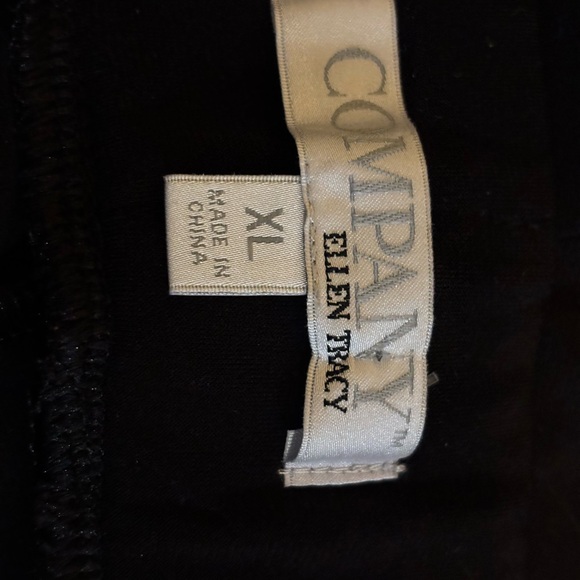 COMPANY™
ELLEN TRACY
XL
MADE IN
CHINA